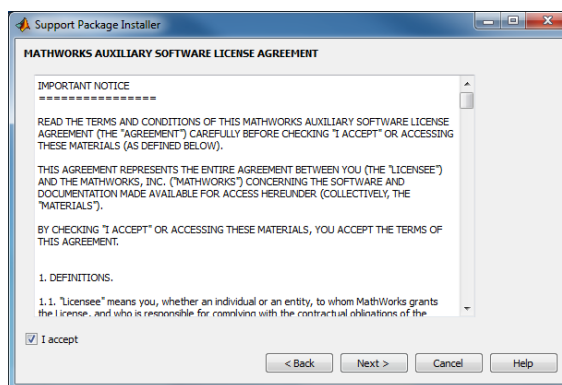 Support Package Installer
MATHWORKS AUXILIARY SOFTWARE LICENSE AGREEMENT
IMPORTANT NOTICE
================
READ THE TERMS AND CONDITIONS OF THIS MATHWORKS AUXILIARY SOFTWARE LICENSE
AGREEMENT (THE "AGREEMENT") CAREFULLY BEFORE CHECKING "I ACCEPT" OR ACCESSING
THESE MATERIALS (AS DEFINED BELOW).
THIS AGREEMENT REPRESENTS THE ENTIRE AGREEMENT BETWEEN YOU (THE "LICENSEE")
AND THE MATHWORKS, INC. ("MATHWORKS") CONCERNING THE SOFTWARE AND
DOCUMENTATION MADE AVAILABLE FOR ACCESS HEREUNDER (COLLECTIVELY, THE
"MATERIALS").
BY CHECKING "I ACCEPT" OR ACCESSING THESE MATERIALS, YOU ACCEPT THE TERMS OF
THIS AGREEMENT.
1. DEFINITIONS.
1.1. "Licensee" means you, whether an individual or an entity, to whom MathWorks grants
the License, and who is responsible for complying with the contractual obligations of the
I accept
< Back Next > Cancel Help